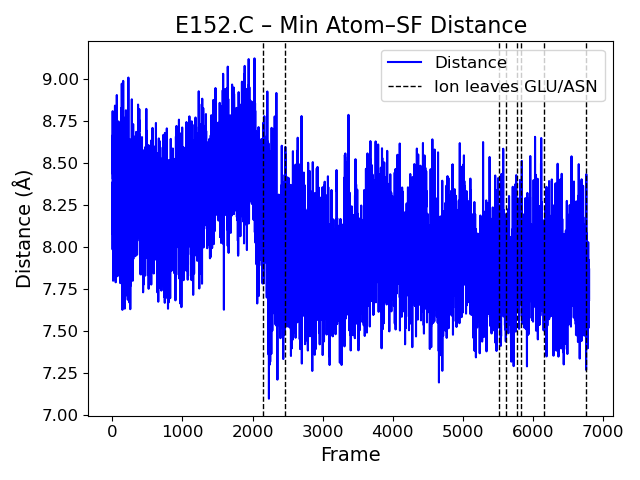 E152.C – Min Atom–SF Distance
Distance
Ion leaves GLU/ASN
Distance (Å)
9.00
8.75
8.50
8.25
8.00
7.75
7.50
7.25
7.00
0 1000 2000 3000 4000 5000 6000 7000
Frame